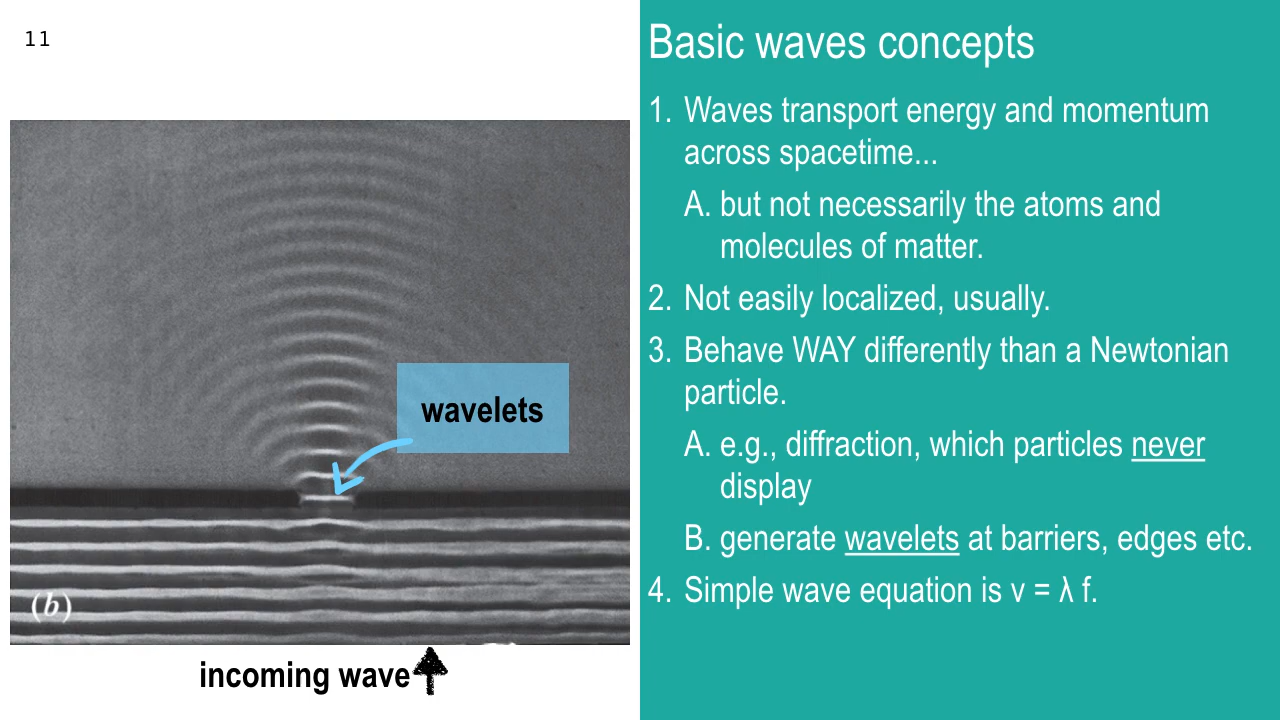 11
(b)
wavelets
incoming wave
Basic waves concepts
1. Waves transport energy and momentum
across spacetime...
A. but not necessarily the atoms and
molecules of matter.
2. Not easily localized, usually.
3. Behave WAY differently than a Newtonian
particle.
A. e.g., diffraction, which particles never
display
B. generate wavelets at barriers, edges etc.
4. Simple wave equation is v = λ f.